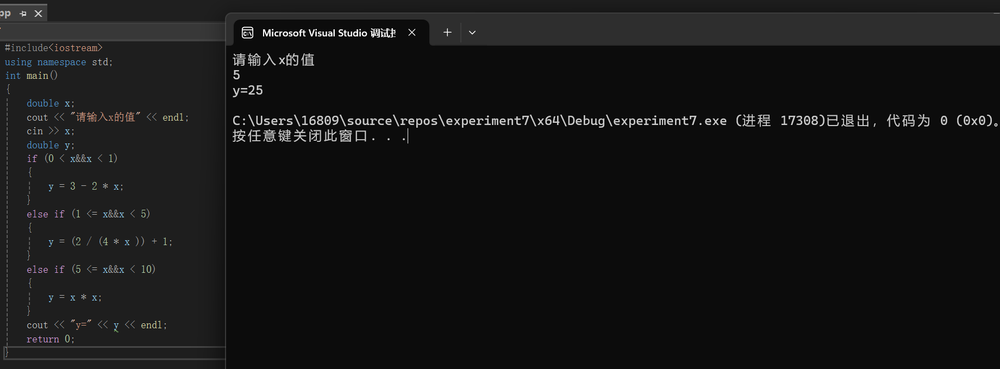 pp
#include<iostream>
using namespace std;
int main()
{
double x;
cout << "请输入x的值" << endl;
cin >> x;
double y;
if (0 < x&&x < 1)
{
y = 3 - 2 * x;
}
else if (1 <= x&&x < 5)
{
y = (2 / (4 * x )) + 1;
}
else if (5 <= x&&x < 10)
{
y = x * x;
}
cout << "y=" << y << endl;
return 0;
}
Microsoft Visual Studio 调试
请输入x的值
5
y=25
C:\Users\16809\source\repos\experiment7\x64\Debug\experiment7.exe (进程 17308)已退出，代码为 0 (0x0)。
按任意键关闭此窗口. . .